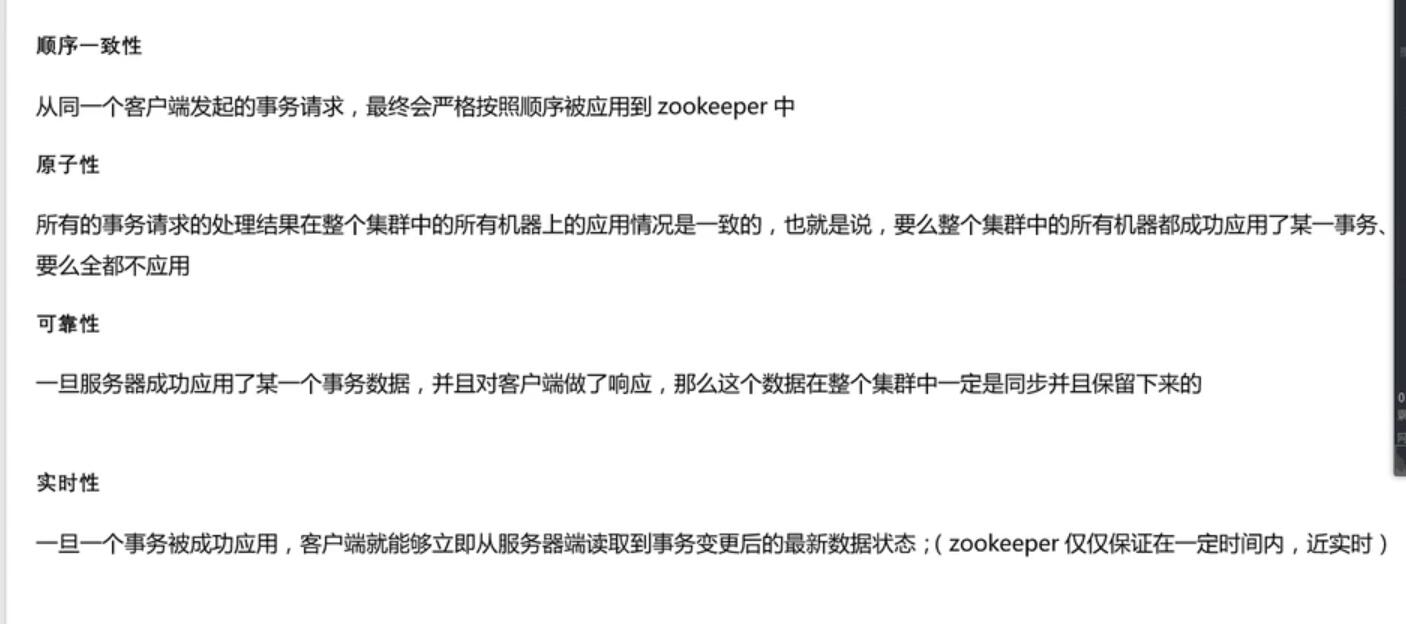 顺序一致性
从同一个客户端发起的事务请求，最终会严格按照顺序被应用到 zookeeper 中
原子性
所有的事务请求的处理结果在整个集群中的所有机器上的应用情况是一致的，也就是说，要么整个集群中的所有机器都成功应用了某一事务、
要么全都不应用
可靠性
一旦服务器成功应用了某一个事务数据，并且对客户端做了响应，那么这个数据在整个集群中一定是同步并且保留下来的
实时性
一旦一个事务被成功应用，客户端就能够立即从服务器端读取到事务变更后的最新数据状态；（ zookeeper 仅仅保证在一定时间内，近实时 ）